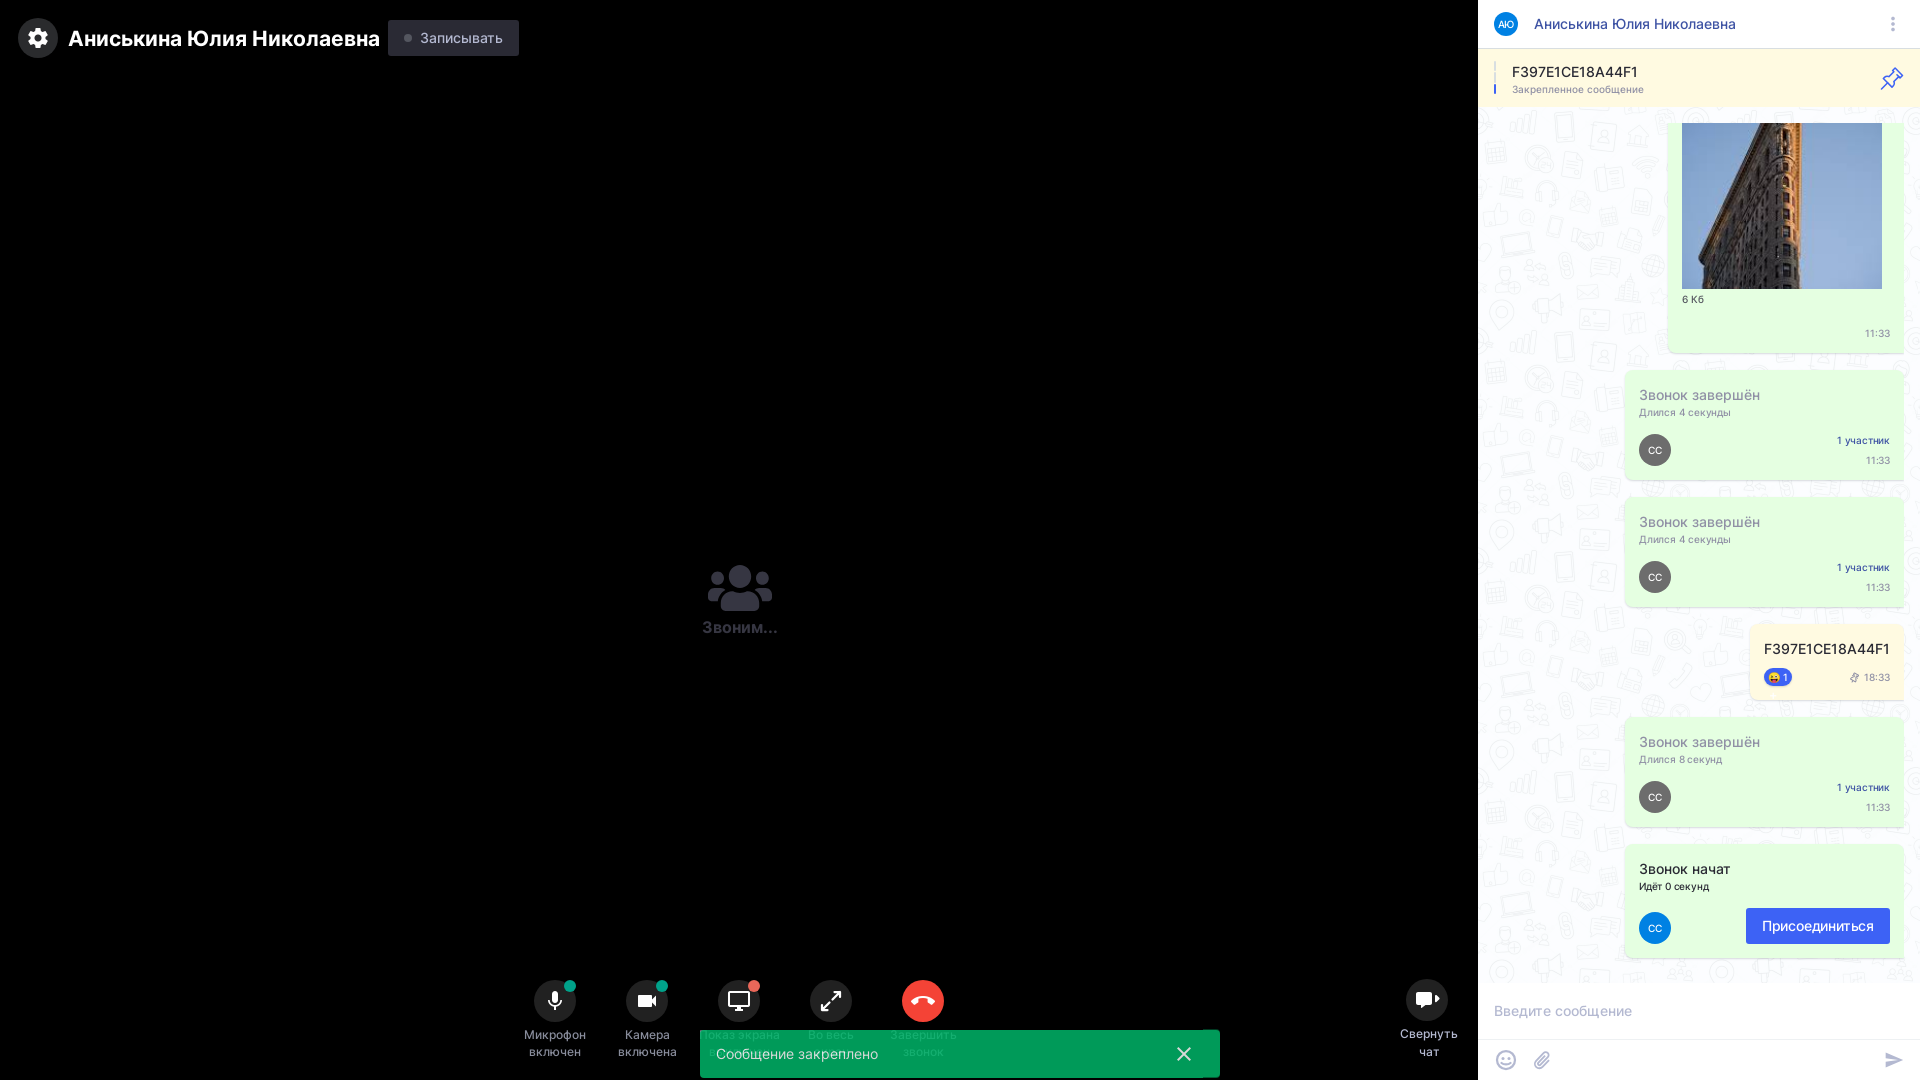 Аниськина Юлия Николаевна
Записывать
Звоним...
Микрофон
включен
Камера
включена
Показ экрана
Во весь
Завершить
звонок
Свернуть
чат
Сообщение закреплено
АЮ
Аниськина Юлия Николаевна
F397E1CE18A44F1
Закрепленное сообщение
6 Кб
11:33
Звонок завершён
Длился 4 секунды
СС
1 участник
11:33
Звонок завершён
Длился 4 секунды
СС
1 участник
11:33
F397E1CE18A44F1
😜 1
18:33
Звонок завершён
Длился 8 секунд
СС
1 участник
11:33
Звонок начат
Идёт 0 секунд
СС
Присоединиться
Введите сообщение